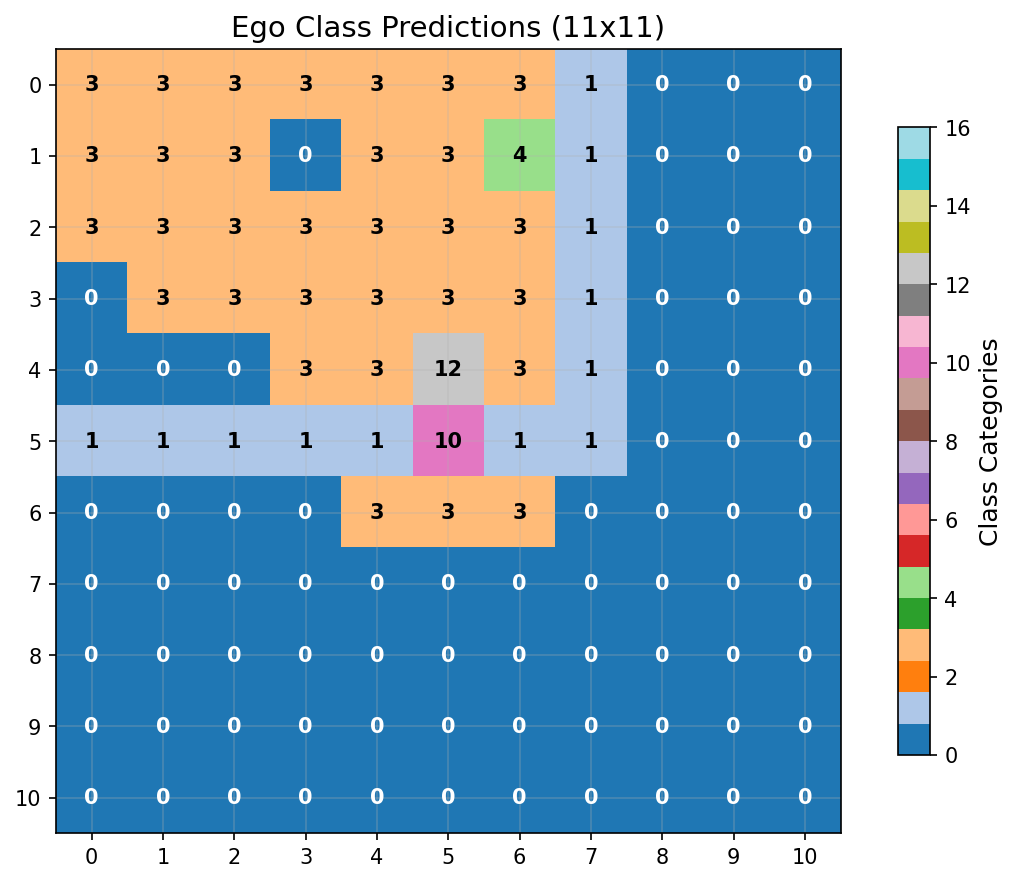 Ego Class Predictions (11x11)
0 3 3 3 3 3 3 3 1 0 0 0
1 3 3 3 0 3 3 4 1 0 0 0
2 3 3 3 3 3 3 3 1 0 0 0
3 0 3 3 3 3 3 3 1 0 0 0
4 0 0 0 3 3 12 3 1 0 0 0
5 1 1 1 1 1 10 1 1 0 0 0
6 0 0 0 0 3 3 3 0 0 0 0
7 0 0 0 0 0 0 0 0 0 0 0
8 0 0 0 0 0 0 0 0 0 0 0
9 0 0 0 0 0 0 0 0 0 0 0
10 0 0 0 0 0 0 0 0 0 0 0
0 1 2 3 4 5 6 7 8 9 10
16
14
12
10
8
6
4
2
0
Class Categories